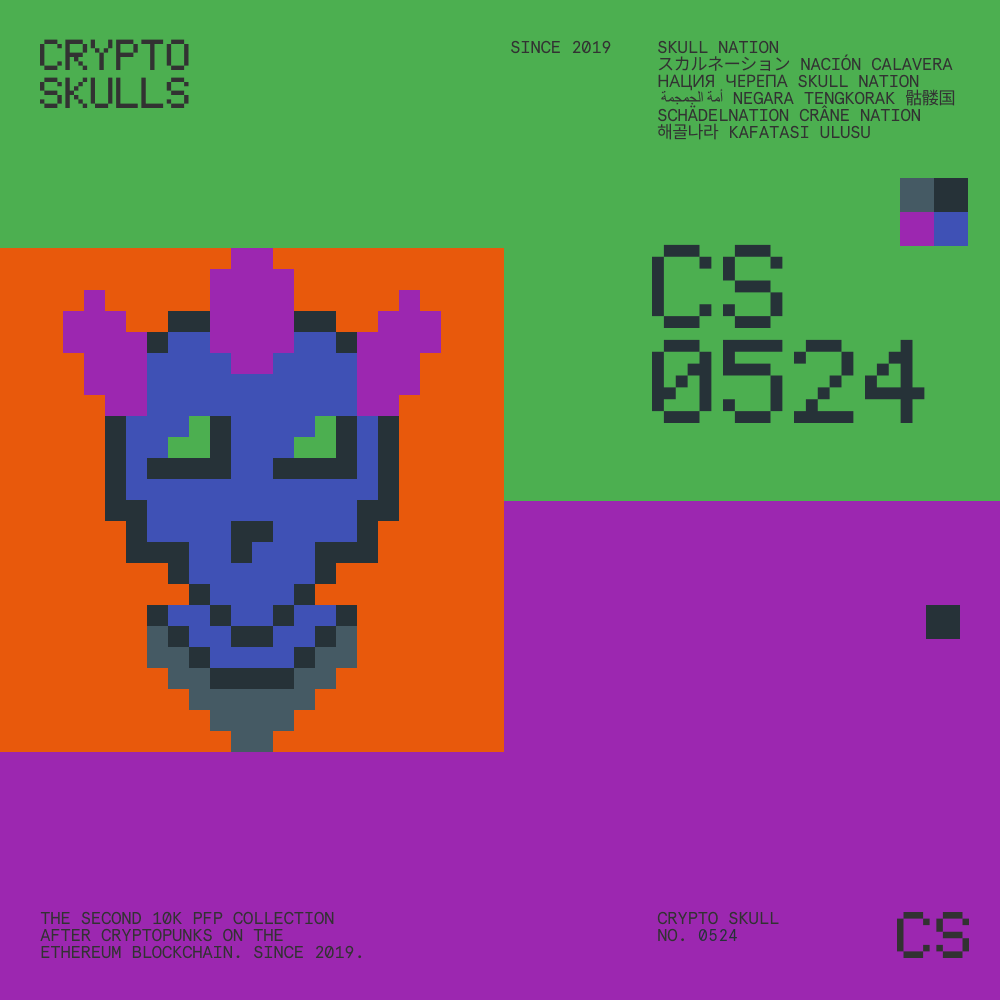 CRYPTO
SKULLS
SINCE 2019
SKULL NATION
スカルネーション NACIÓN CALAVERA
НАЦИЯ ЧЕРЕПА SKULL NATION
أمة الجمجمة NEGARA TENGKORAK 骷髅国
SCHÄDELNATION CRÂNE NATION
해골나라 KAFATASI ULUSU
CS
0524
THE SECOND 10K PFP COLLECTION
AFTER CRYPTOPUNKS ON THE
ETHEREUM BLOCKCHAIN. SINCE 2019.
CRYPTO SKULL
NO. 0524
CS